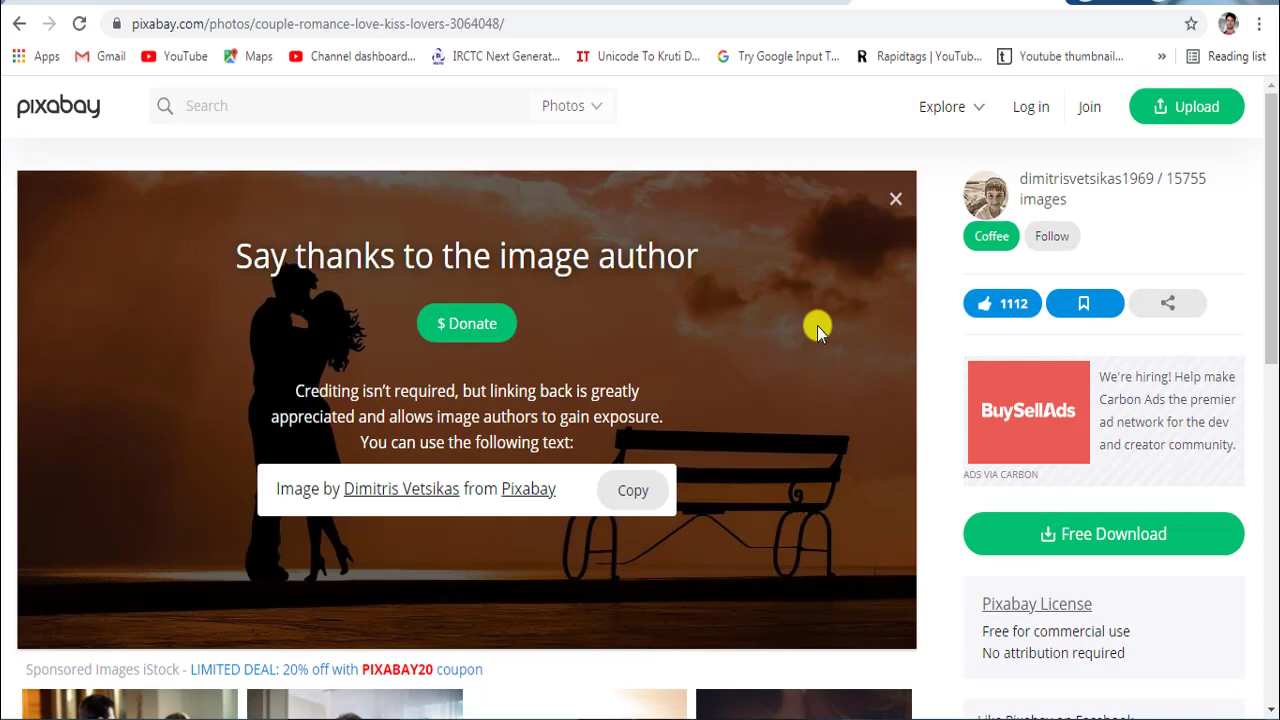 pixabay.com/photos/couple-romance-love-kiss-lovers-3064048/
Apps Gmail YouTube Maps Channel dashboard... IRCTC Next Generat... IT Unicode To Kruti D... Try Google Input T... R Rapidtags | YouTub... t Youtube thumbnail... » Reading list
pixabay Search Photos Explore Log in Join Upload
Say thanks to the image author
$ Donate
Crediting isn't required, but linking back is greatly
appreciated and allows image authors to gain exposure.
You can use the following text:
Image by Dimitris Vetsikas from Pixabay Copy
Sponsored Images iStock - LIMITED DEAL: 20% off with PIXABAY20 coupon
dimitrisvetsikas1969 / 15755
images
Coffee Follow
1112
BuySellAds
We're hiring! Help make
Carbon Ads the premier
ad network for the dev
and creator community.
ADS VIA CARBON
Free Download
Pixabay License
Free for commercial use
No attribution required
Like Pixabay on Facebook